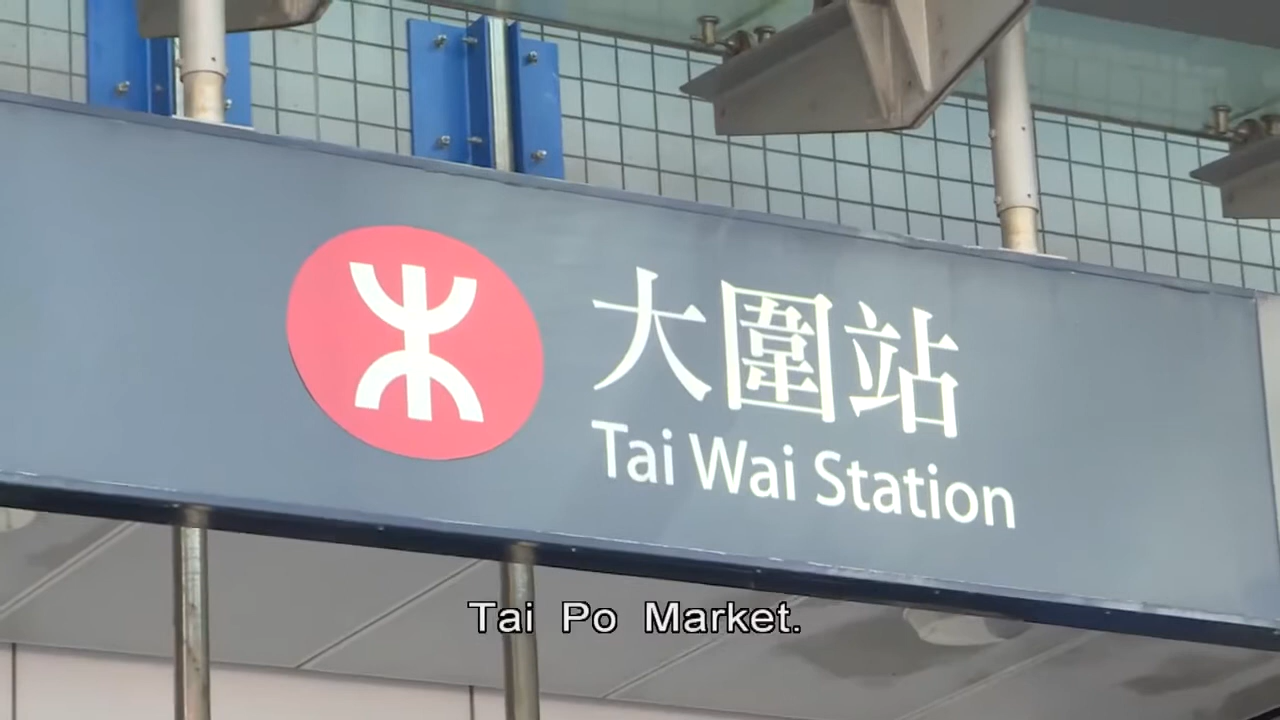 大圍站
Tai Wai Station
Tai Po Market.